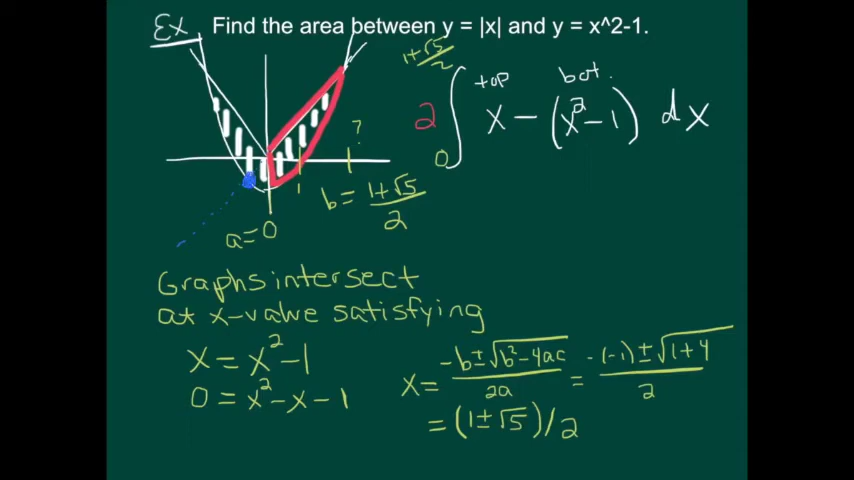 Ex Find the area between y = |x| and y = x^2-1.
1+√5/2
top bot.
2 ∫ x - (x² - 1) dx
0
?
1
b = 1+√5/2
a=0
Graphs intersect
at x-value satisfying
x = x² - 1
0 = x² - x - 1
x = -b±√b²-4ac/2a = -(-1)±√1+4/2
= (1±√5)/2